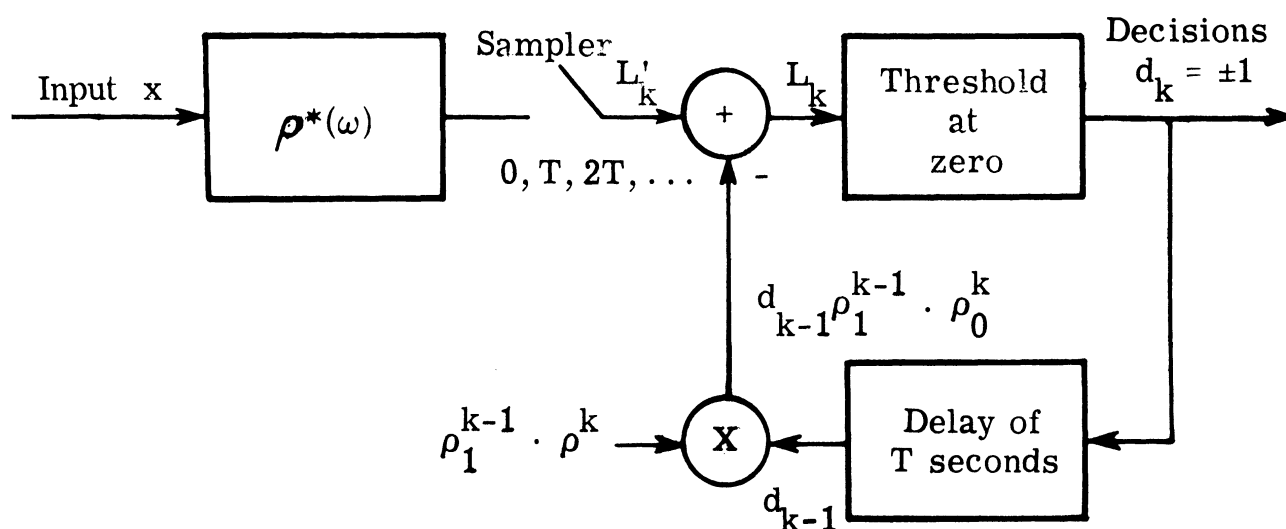 Input x
ρ*(ω)
Sampler
L'ₖ
0, T, 2T, ...
+
-
Lₖ
Threshold
at
zero
Decisions
dₖ = ±1
dₖ₋₁ρ₁ᵏ⁻¹ · ρ₀ᵏ
ρ₁ᵏ⁻¹ · ρᵏ
X
dₖ₋₁
Delay of
T seconds